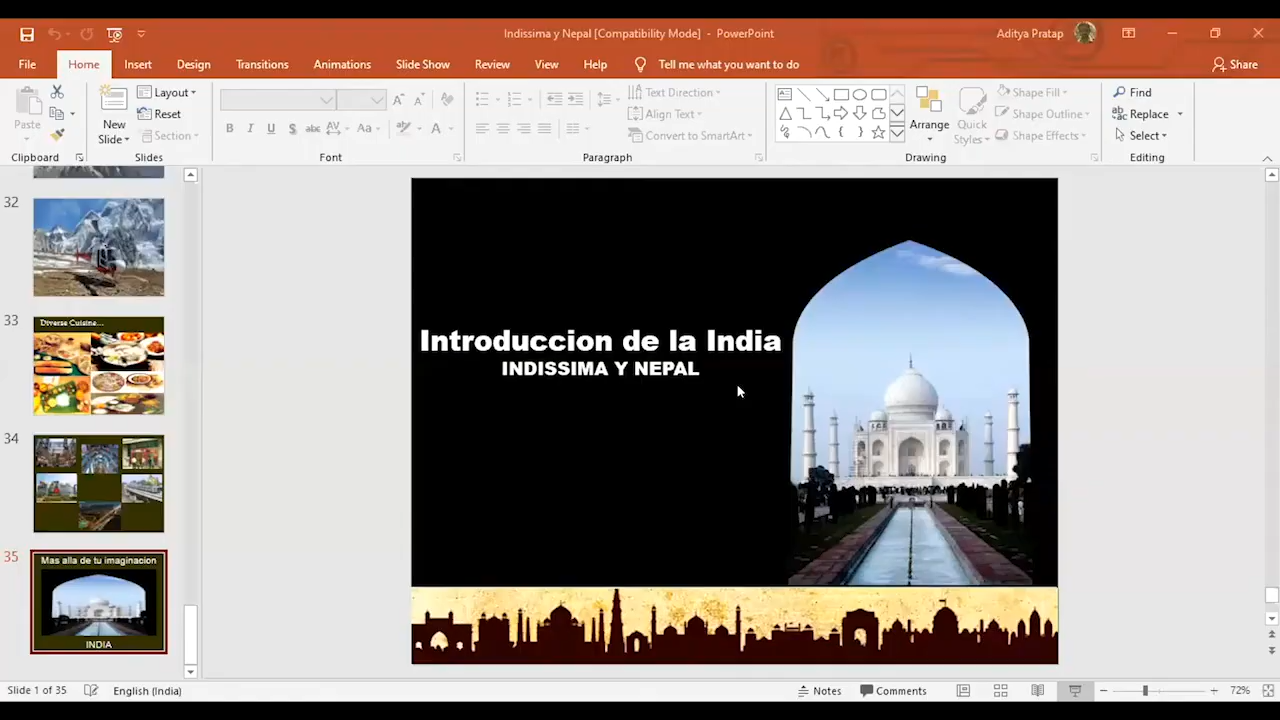 Indissima y Nepal [Compatibility Mode] - PowerPoint
Aditya Pratap
File Home Insert Design Transitions Animations Slide Show Review View Help Tell me what you want to do Share
Paste
New
Slide
Layout
Reset
Section
B I U S abc AV Aa A
Text Direction
Align Text
Convert to SmartArt
Arrange
Quick
Styles
Shape Fill
Shape Outline
Shape Effects
Find
Replace
Select
Clipboard Slides Font Paragraph Drawing Editing
32
33
Diverse Cuisine...
34
35
Mas alla de tu imaginacion
INDIA
Introduccion de la India
INDISSIMA Y NEPAL
Slide 1 of 35 English (India) Notes Comments 72%